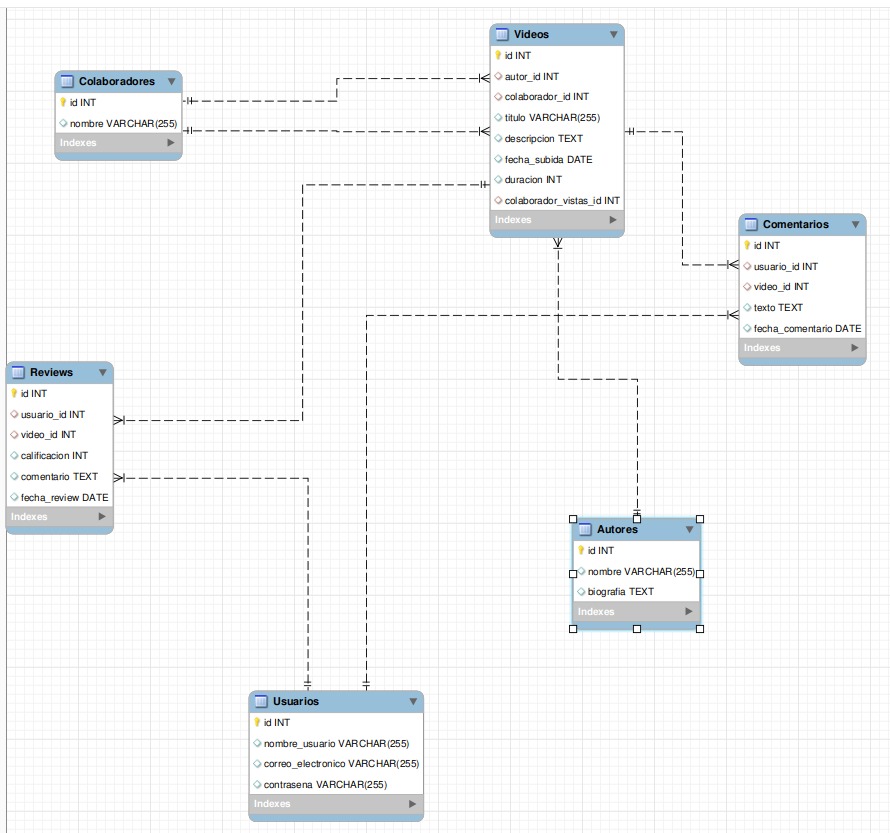 Videos
id INT
autor_id INT
colaborador_id INT
titulo VARCHAR(255)
descripcion TEXT
fecha_subida DATE
duracion INT
colaborador_vistas_id INT
Indexes
Colaboradores
id INT
nombre VARCHAR(255)
Indexes
Comentarios
id INT
usuario_id INT
video_id INT
texto TEXT
fecha_comentario DATE
Indexes
Reviews
id INT
usuario_id INT
video_id INT
calificacion INT
comentario TEXT
fecha_review DATE
Indexes
Autores
id INT
nombre VARCHAR(255)
biografia TEXT
Indexes
Usuarios
id INT
nombre_usuario VARCHAR(255)
correo_electronico VARCHAR(255)
contrasena VARCHAR(255)
Indexes